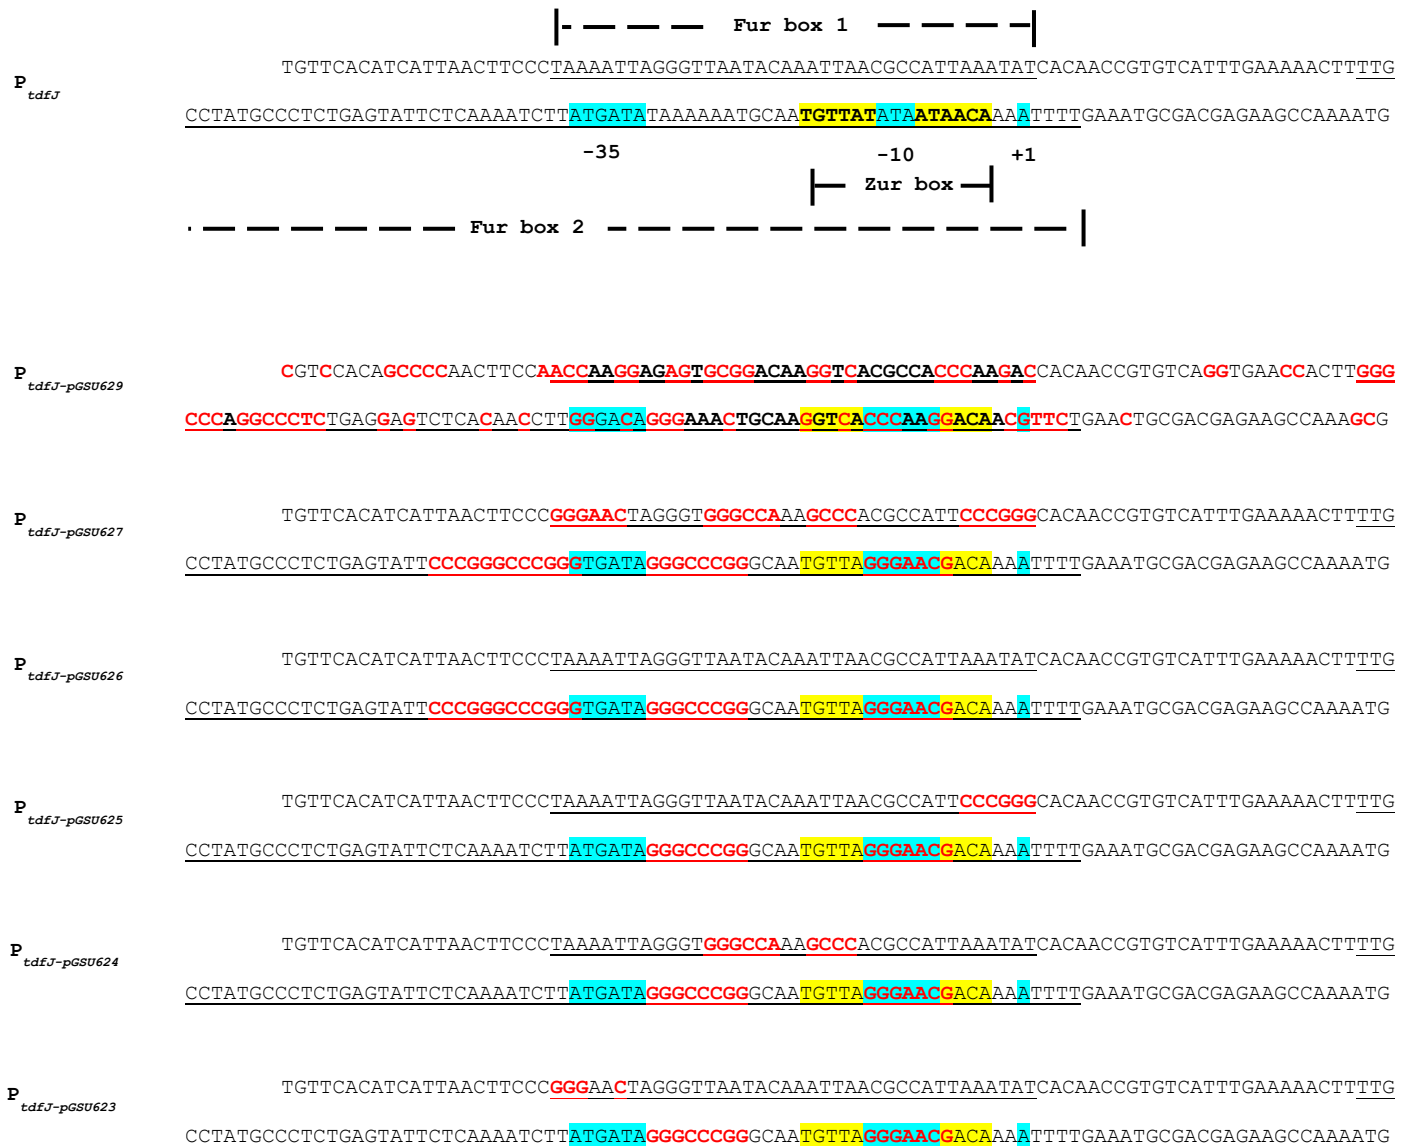 Fur box 1
TGTTCACATCATTAACTTCCCTAAAATTAGGGTTAATACAAATTAACGCCATTAAATATCACAACCGTGTCATTTGAAAAACTTTTG
P tdfJ
CCTATGCCCTCTGAGTATTCTCAAAATCTTATGATATAAAAAATGCAATGTTATATAATAACAAAATTTTGAAATGCGACGAGAAGCCAAAATG
-35 -10 +1
Zur box
Fur box 2
CGTCCACAGCCCCAACTTCCAACCAAGGAGAGTGCGGACAAGGTCACGCCACCCAAGACCACAACCGTGTCAGGTGAACCACTTGGG
P tdfJ-pGSU629
CCCAGGCCCTCTGAGGAGTCTCACAACCTTGGGACAGGGAAACTGCAAGGTCACCCAAGGACAACGTTCTGAACTGCGACGAGAAGCCAAAGCG
TGTTCACATCATTAACTTCCCGGGAACTAGGGTGGGCCAAAGCCCACGCCATTCCCGGGCACAACCGTGTCATTTGAAAAACTTTTG
P tdfJ-pGSU627
CCTATGCCCTCTGAGTATTCCCGGGCCCGGGTGATAGGGCCCGGGCAATGTTAGGGAACGACAAAATTTTGAAATGCGACGAGAAGCCAAAATG
TGTTCACATCATTAACTTCCCTAAAATTAGGGTTAATACAAATTAACGCCATTAAATATCACAACCGTGTCATTTGAAAAACTTTTG
P tdfJ-pGSU626
CCTATGCCCTCTGAGTATTCCCGGGCCCGGGTGATAGGGCCCGGGCAATGTTAGGGAACGACAAAATTTTGAAATGCGACGAGAAGCCAAAATG
TGTTCACATCATTAACTTCCCTAAAATTAGGGTTAATACAAATTAACGCCATTCCCGGGCACAACCGTGTCATTTGAAAAACTTTTG
P tdfJ-pGSU625
CCTATGCCCTCTGAGTATTCTCAAAATCTTATGATAGGGCCCGGGCAATGTTAGGGAACGACAAAATTTTGAAATGCGACGAGAAGCCAAAATG
TGTTCACATCATTAACTTCCCTAAAATTAGGGTGGGCCAAAGCCCACGCCATTAAATATCACAACCGTGTCATTTGAAAAACTTTTG
P tdfJ-pGSU624
CCTATGCCCTCTGAGTATTCTCAAAATCTTATGATAGGGCCCGGGCAATGTTAGGGAACGACAAAATTTTGAAATGCGACGAGAAGCCAAAATG
TGTTCACATCATTAACTTCCCGGGAACTAGGGTTAATACAAATTAACGCCATTAAATATCACAACCGTGTCATTTGAAAAACTTTTG
P tdfJ-pGSU623
CCTATGCCCTCTGAGTATTCTCAAAATCTTATGATAGGGCCCGGGCAATGTTAGGGAACGACAAAATTTTGAAATGCGACGAGAAGCCAAAATG